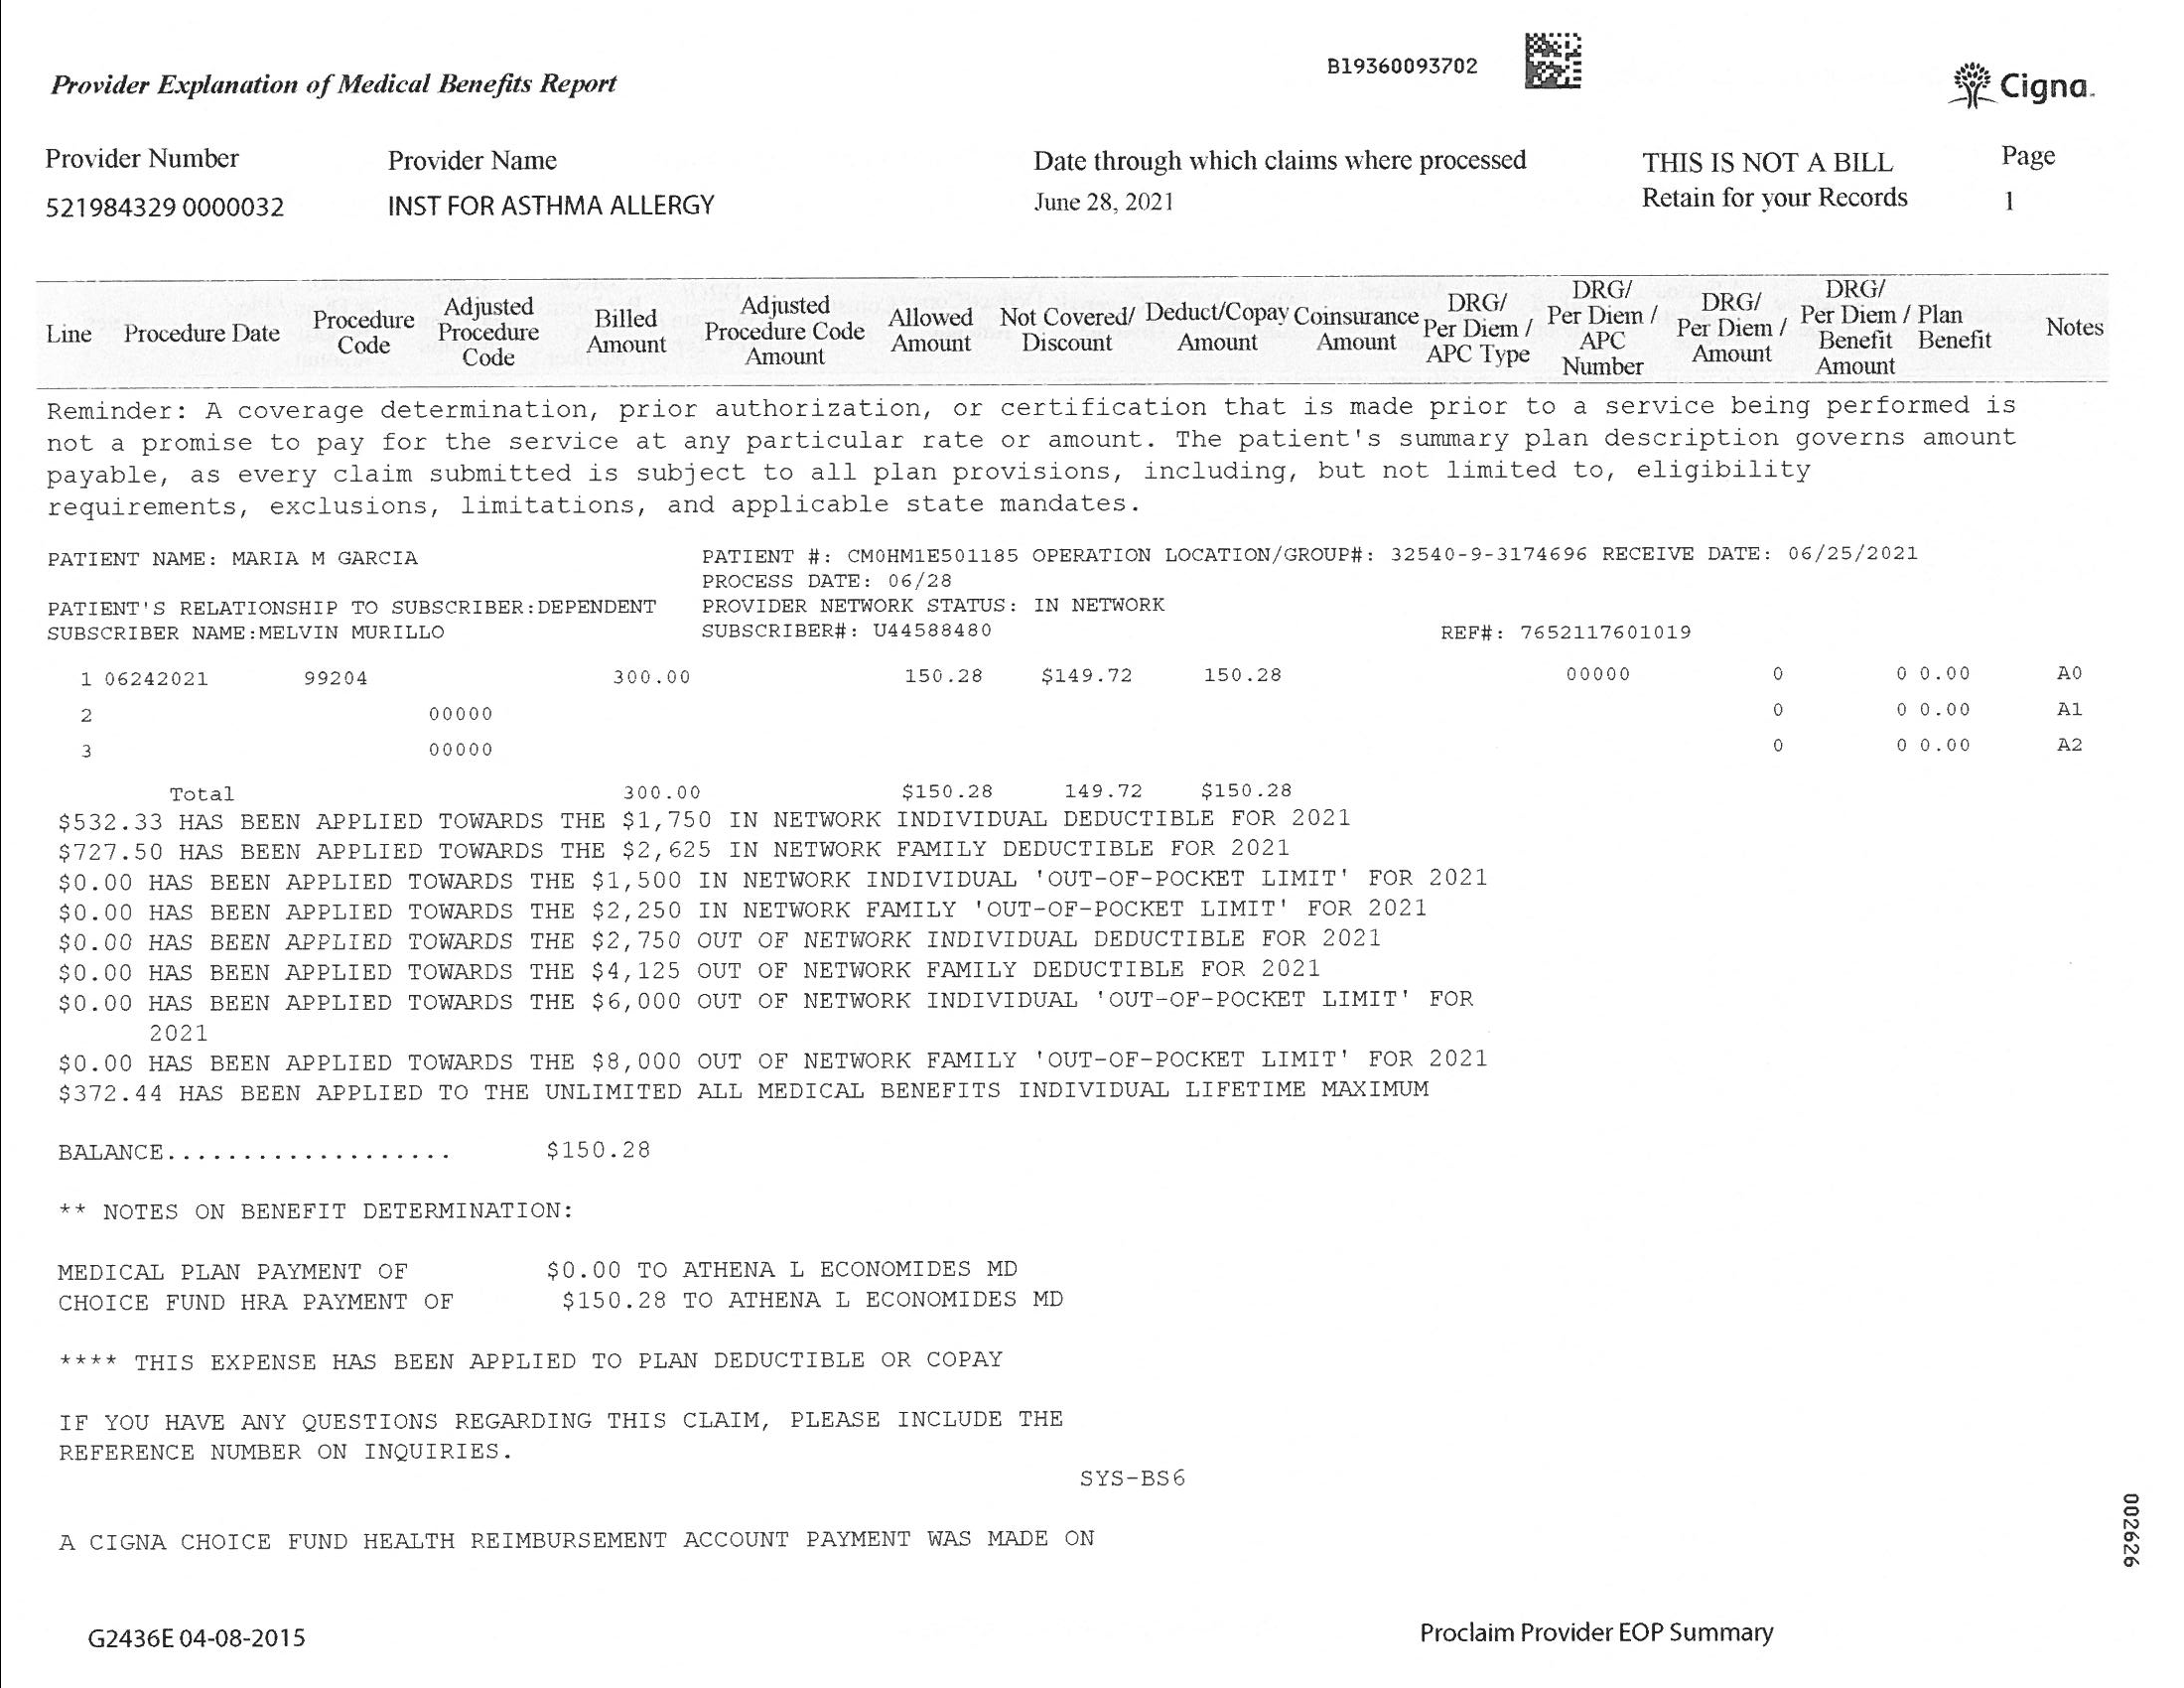 B19360093702
Provider Explanation of Medical Benefits Report
Cigna.
Provider Number Provider Name Date through which claims where processed THIS IS NOT A BILL Page
521984329 0000032 INST FOR ASTHMA ALLERGY June 28, 2021 Retain for your Records 1
Line Procedure Date Procedure Code Adjusted Procedure Code Billed Amount Adjusted Procedure Code Amount Allowed Amount Not Covered/ Discount Deduct/Copay Amount Coinsurance Amount DRG/ Per Diem / APC Type DRG/ Per Diem / APC Number DRG/ Per Diem / Amount DRG/ Per Diem / Benefit Amount Plan Benefit Notes
Reminder: A coverage determination, prior authorization, or certification that is made prior to a service being performed is
not a promise to pay for the service at any particular rate or amount. The patient's summary plan description governs amount
payable, as every claim submitted is subject to all plan provisions, including, but not limited to, eligibility
requirements, exclusions, limitations, and applicable state mandates.
PATIENT NAME: MARIA M GARCIA PATIENT #: CM0HM1E501185 OPERATION LOCATION/GROUP#: 32540-9-3174696 RECEIVE DATE: 06/25/2021
PROCESS DATE: 06/28
PATIENT'S RELATIONSHIP TO SUBSCRIBER:DEPENDENT PROVIDER NETWORK STATUS: IN NETWORK
SUBSCRIBER NAME:MELVIN MURILLO SUBSCRIBER#: U44588480 REF#: 7652117601019
1 06242021 99204 300.00 150.28 $149.72 150.28 00000 0 0 0.00 A0
2 00000 0 0 0.00 A1
3 00000 0 0 0.00 A2
Total 300.00 $150.28 149.72 $150.28
$532.33 HAS BEEN APPLIED TOWARDS THE $1,750 IN NETWORK INDIVIDUAL DEDUCTIBLE FOR 2021
$727.50 HAS BEEN APPLIED TOWARDS THE $2,625 IN NETWORK FAMILY DEDUCTIBLE FOR 2021
$0.00 HAS BEEN APPLIED TOWARDS THE $1,500 IN NETWORK INDIVIDUAL 'OUT-OF-POCKET LIMIT' FOR 2021
$0.00 HAS BEEN APPLIED TOWARDS THE $2,250 IN NETWORK FAMILY 'OUT-OF-POCKET LIMIT' FOR 2021
$0.00 HAS BEEN APPLIED TOWARDS THE $2,750 OUT OF NETWORK INDIVIDUAL DEDUCTIBLE FOR 2021
$0.00 HAS BEEN APPLIED TOWARDS THE $4,125 OUT OF NETWORK FAMILY DEDUCTIBLE FOR 2021
$0.00 HAS BEEN APPLIED TOWARDS THE $6,000 OUT OF NETWORK INDIVIDUAL 'OUT-OF-POCKET LIMIT' FOR
2021
$0.00 HAS BEEN APPLIED TOWARDS THE $8,000 OUT OF NETWORK FAMILY 'OUT-OF-POCKET LIMIT' FOR 2021
$372.44 HAS BEEN APPLIED TO THE UNLIMITED ALL MEDICAL BENEFITS INDIVIDUAL LIFETIME MAXIMUM
BALANCE................... $150.28
** NOTES ON BENEFIT DETERMINATION:
MEDICAL PLAN PAYMENT OF $0.00 TO ATHENA L ECONOMIDES MD
CHOICE FUND HRA PAYMENT OF $150.28 TO ATHENA L ECONOMIDES MD
**** THIS EXPENSE HAS BEEN APPLIED TO PLAN DEDUCTIBLE OR COPAY
IF YOU HAVE ANY QUESTIONS REGARDING THIS CLAIM, PLEASE INCLUDE THE
REFERENCE NUMBER ON INQUIRIES.
SYS-BS6
A CIGNA CHOICE FUND HEALTH REIMBURSEMENT ACCOUNT PAYMENT WAS MADE ON
002626
G2436E 04-08-2015 Proclaim Provider EOP Summary